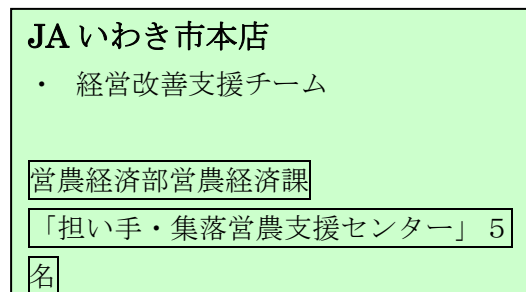 JAいわき市本店
・ 経営改善支援チーム
営農経済部営農経済課
「担い手・集落営農支援センター」５
名